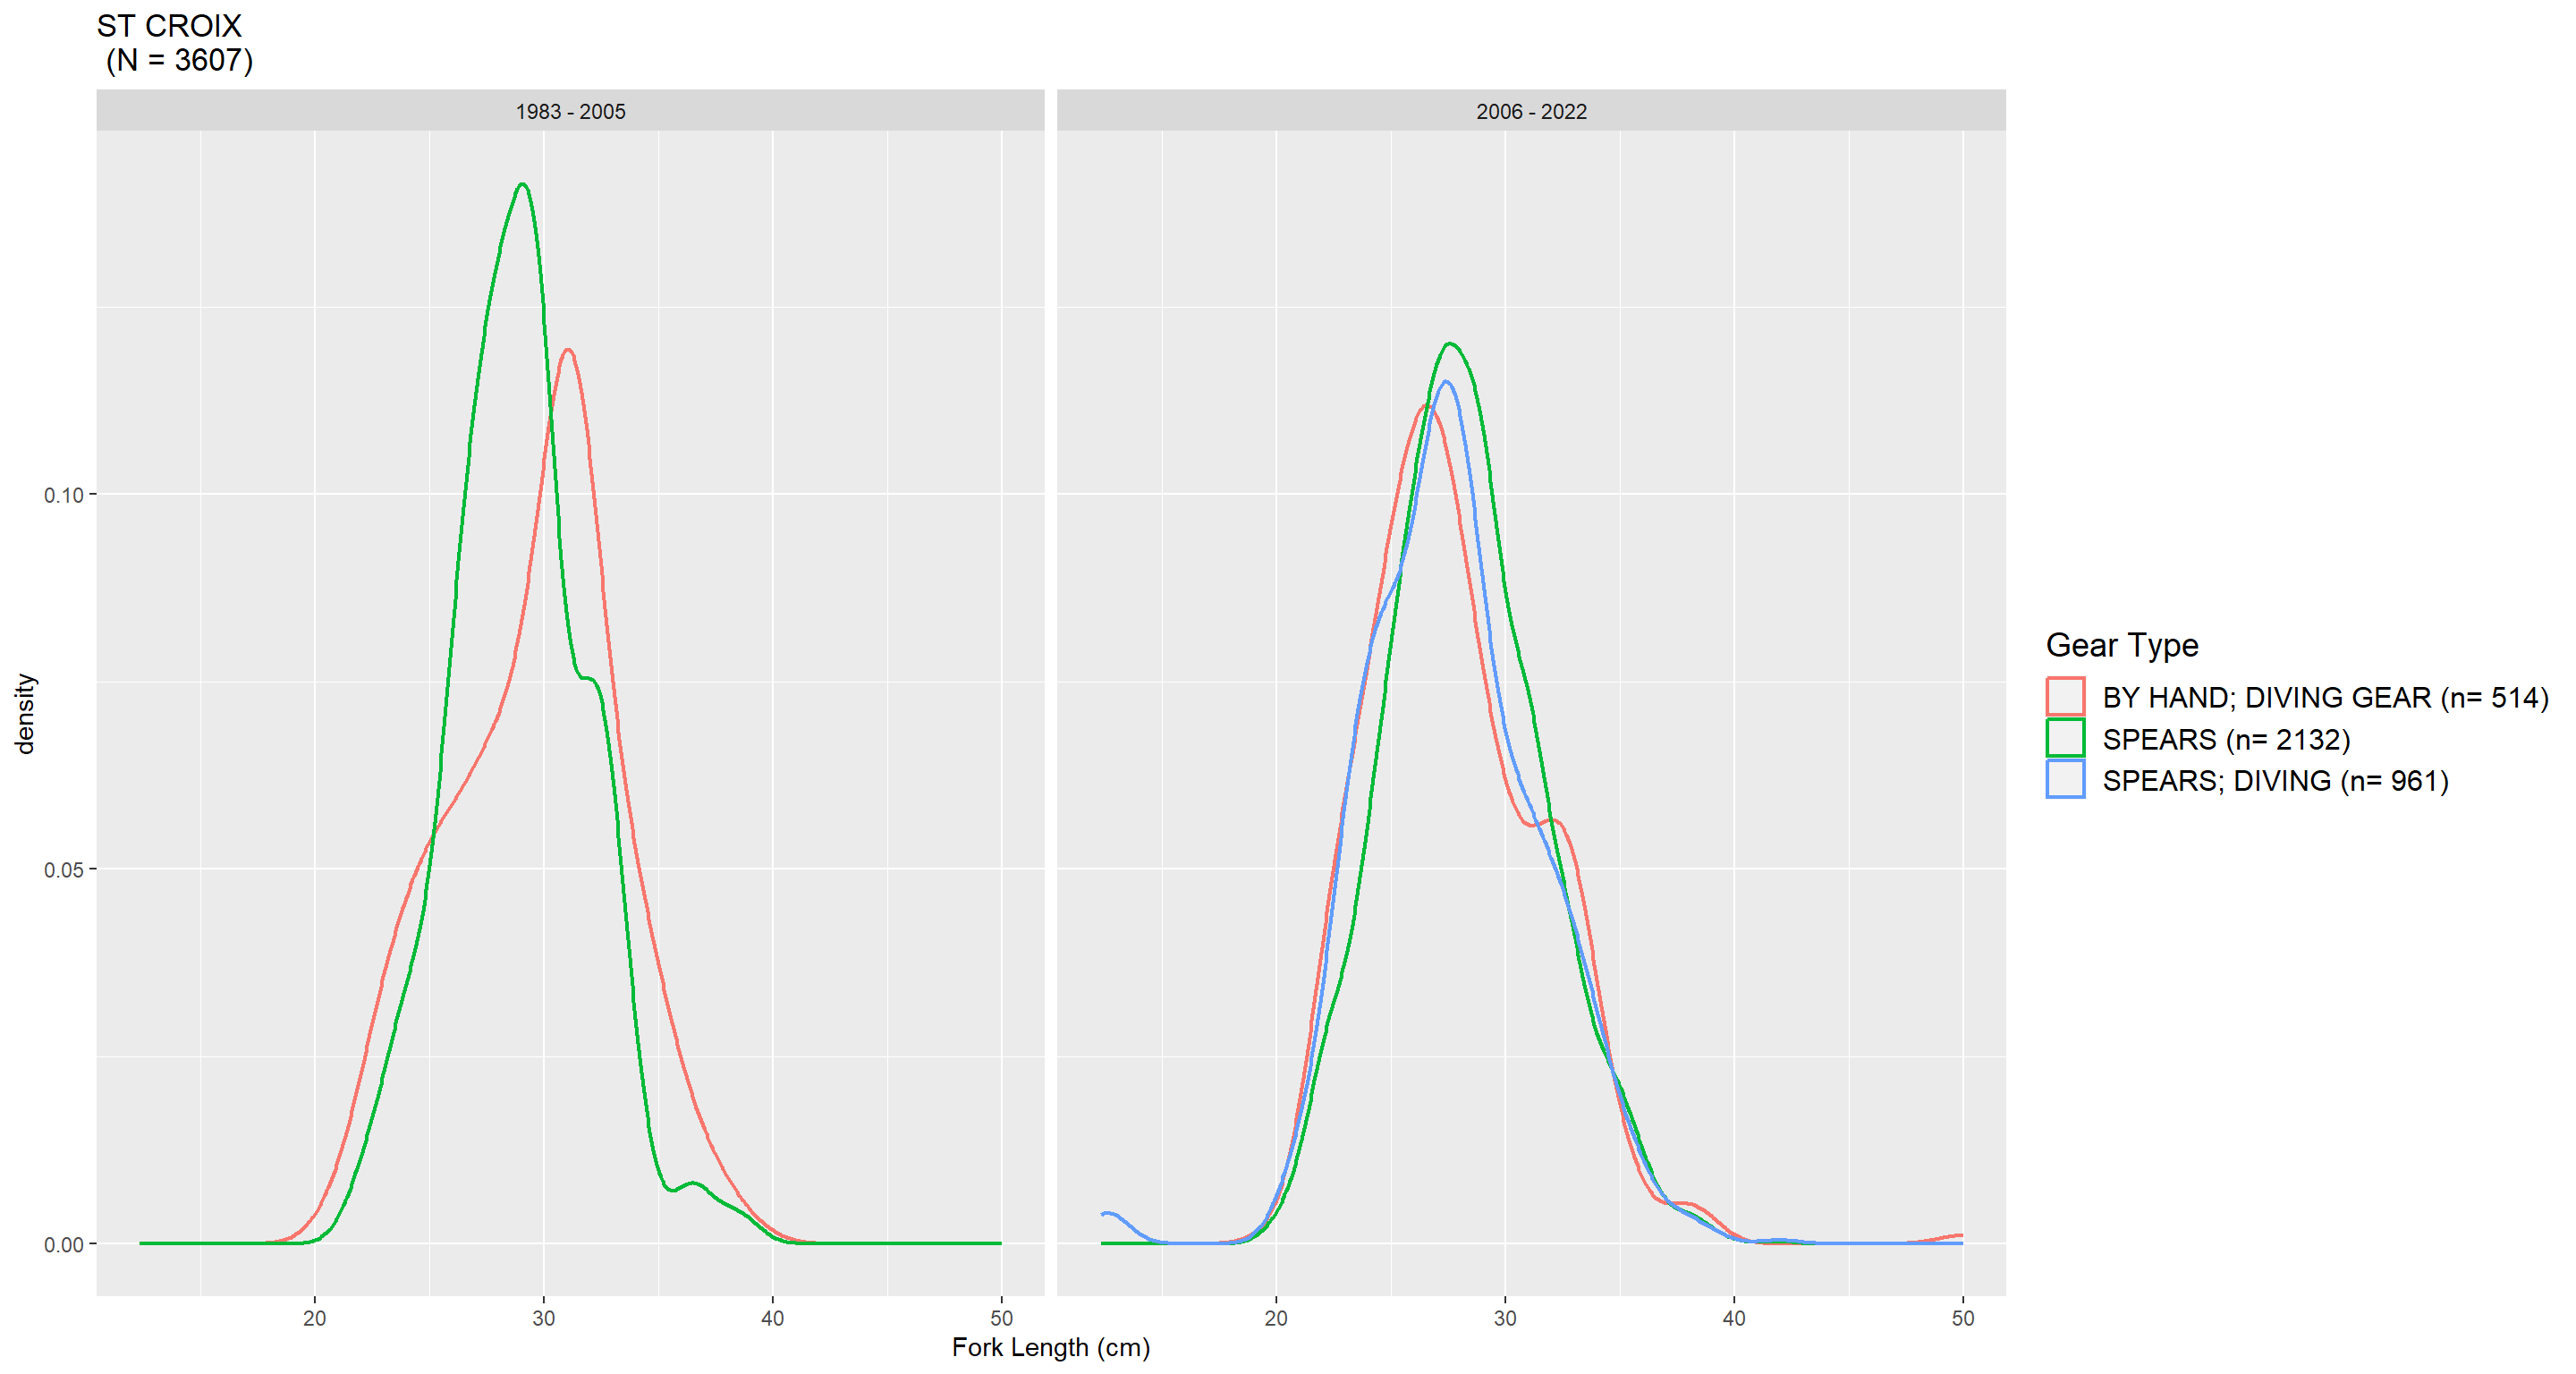 ST CROIX
(N = 3607)
1983 - 2005
2006 - 2022
density
0.10
0.05
0.00
20 30 40 50
20 30 40 50
Fork Length (cm)
Gear Type
BY HAND; DIVING GEAR (n= 514)
SPEARS (n= 2132)
SPEARS; DIVING (n= 961)